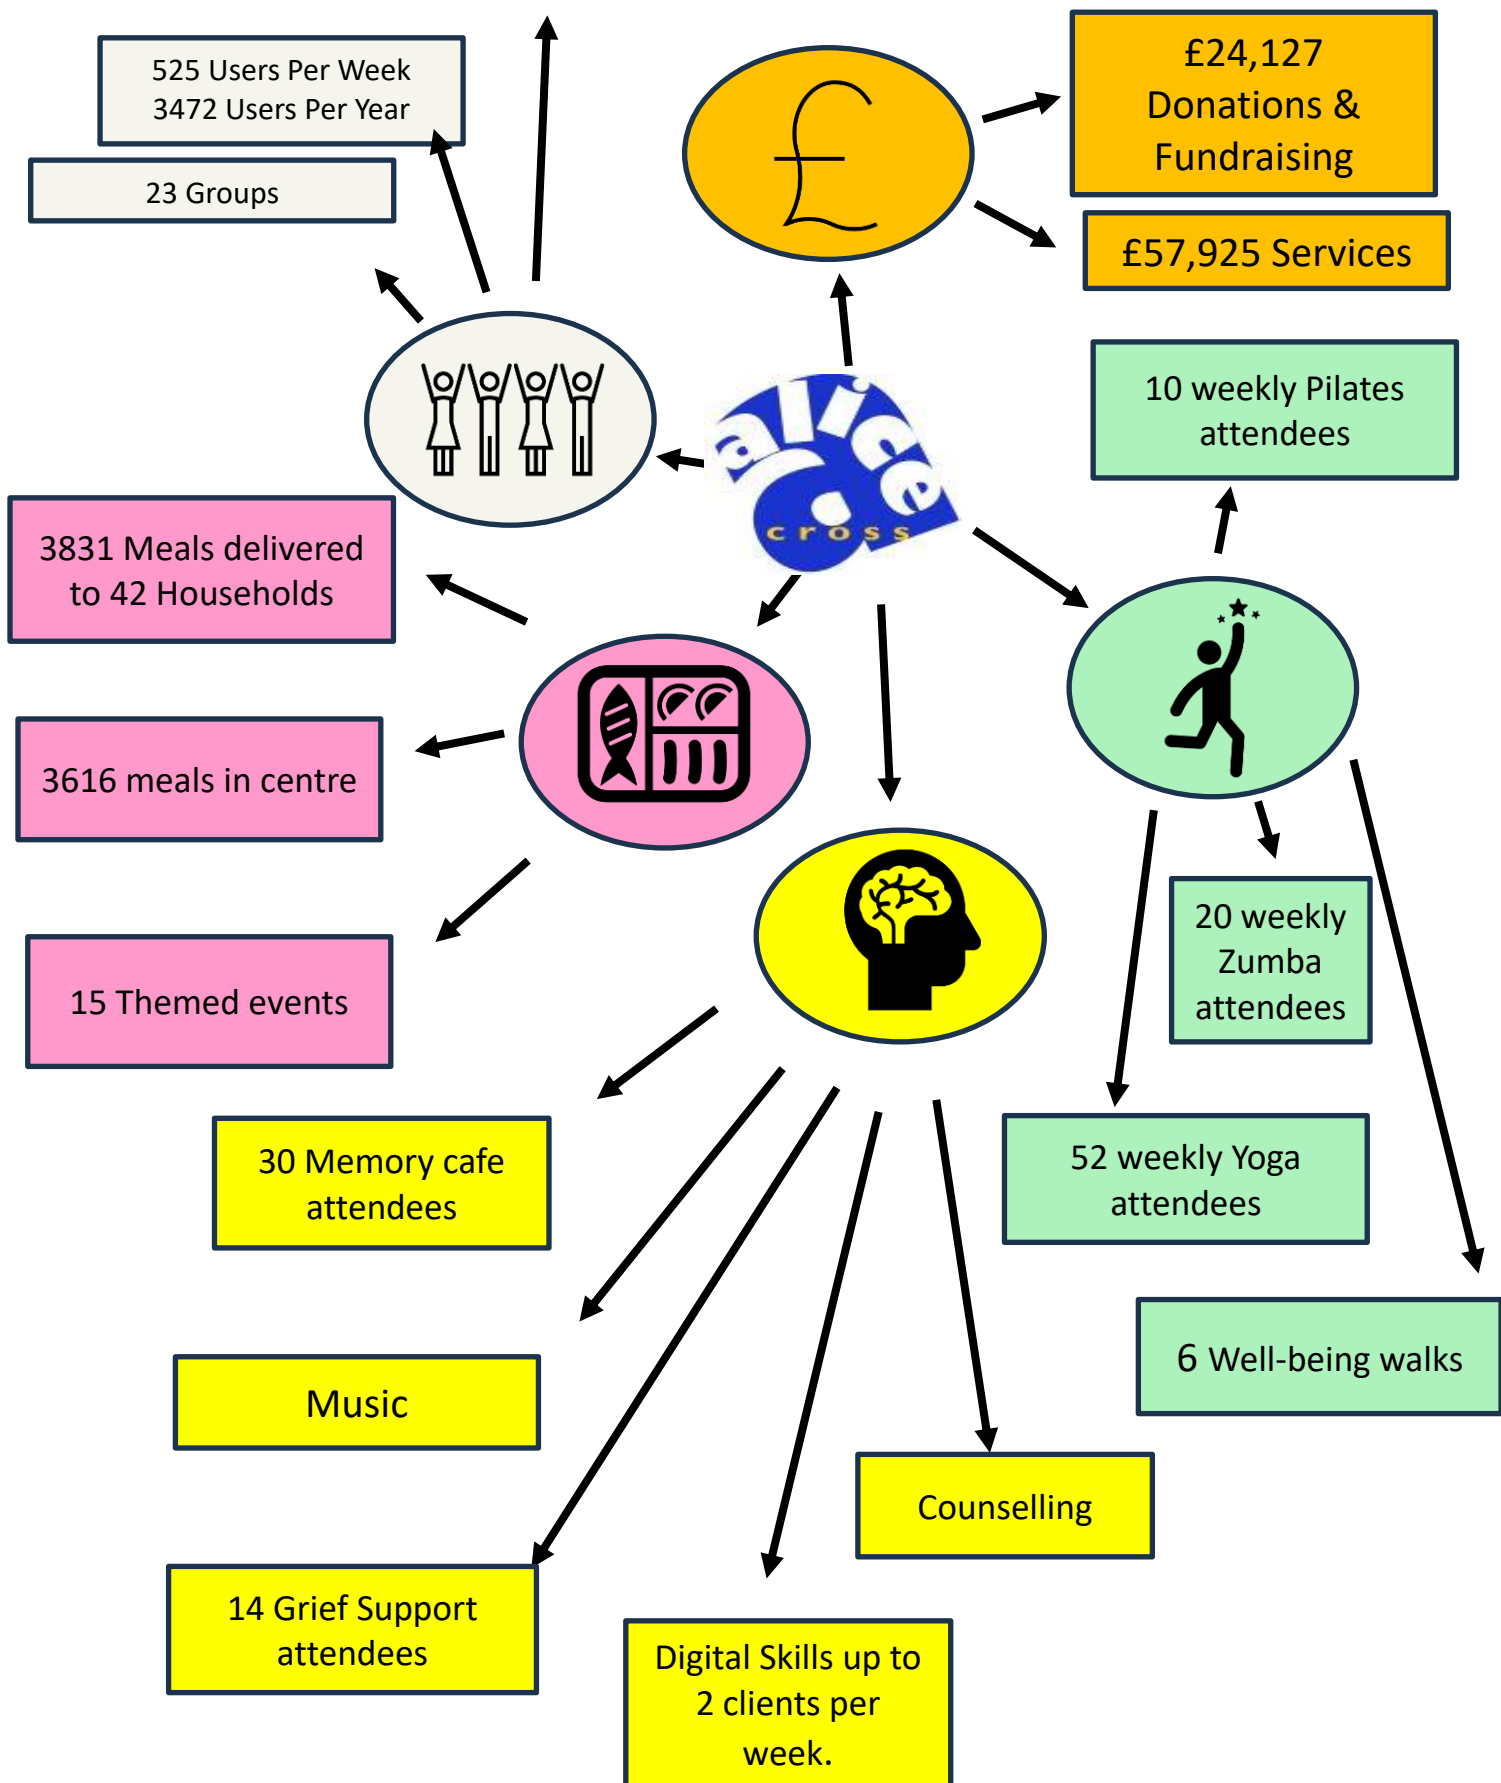 525 Users Per Week
3472 Users Per Year
23 Groups
£
£24,127
Donations &
Fundraising
£57,925 Services
alice
cross
10 weekly Pilates
attendees
3831 Meals delivered
to 42 Households
3616 meals in centre
15 Themed events
20 weekly
Zumba
attendees
52 weekly Yoga
attendees
6 Well-being walks
30 Memory cafe
attendees
Music
Counselling
14 Grief Support
attendees
Digital Skills up to
2 clients per
week.